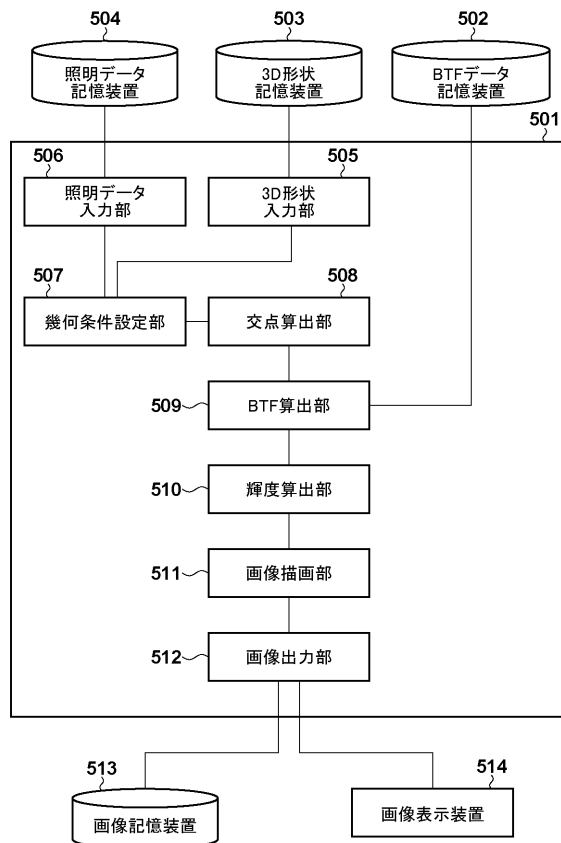 504
503
502
照明データ
記憶装置
3D形状
記憶装置
BTFデータ
記憶装置
501
506
505
照明データ
入力部
3D形状
入力部
507
508
幾何条件設定部
交点算出部
509
BTF算出部
510
輝度算出部
511
画像描画部
512
画像出力部
513
514
画像記憶装置
画像表示装置